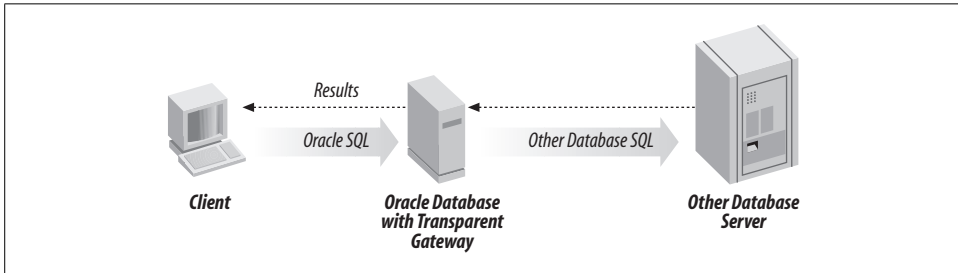 Results
Oracle SQL
Other Database SQL
Client
Oracle Database
with Transparent
Gateway
Other Database
Server